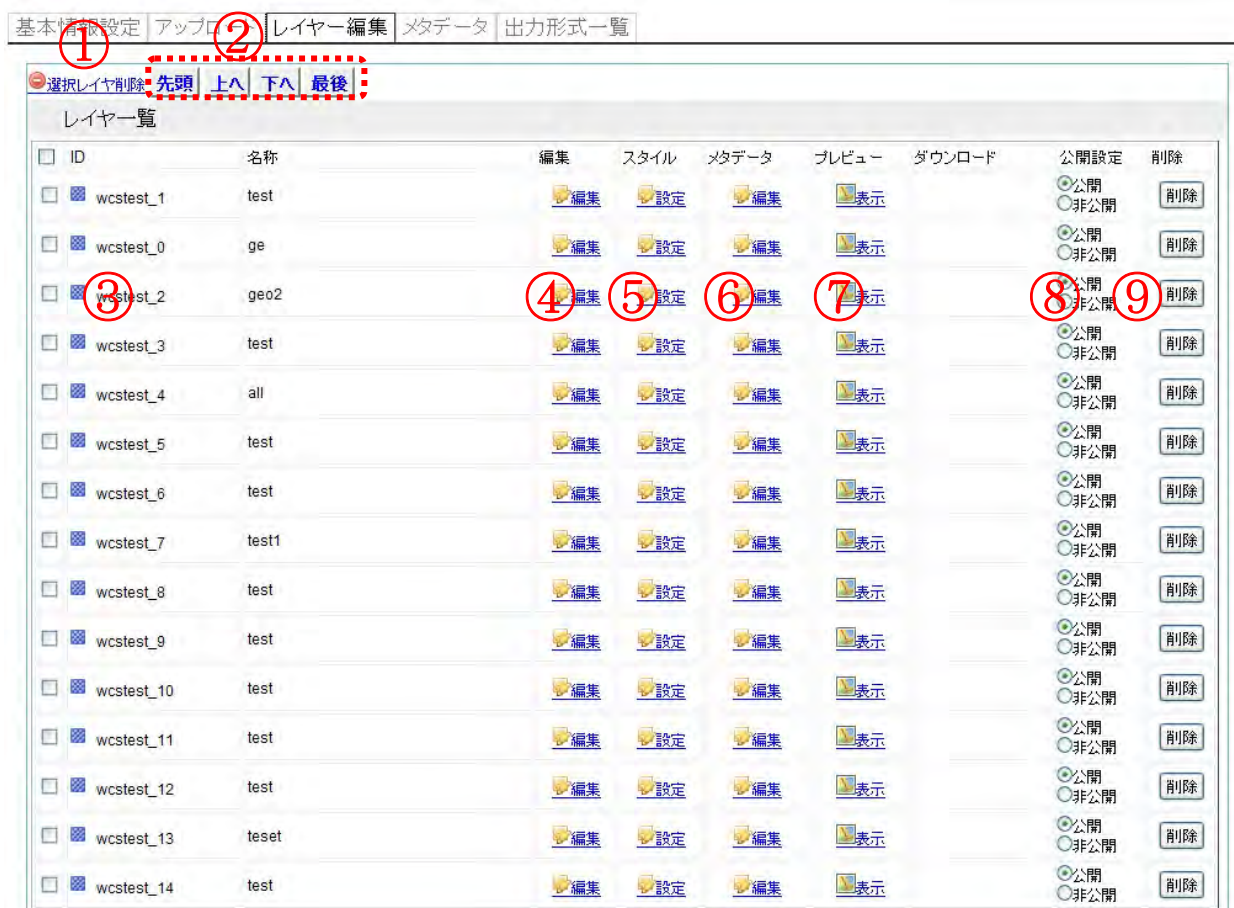 基本情報設定 アップロード レイヤー編集 メタデータ 出力形式一覧
① ②
選択レイヤ削除 先頭 上へ 下へ 最後
レイヤ一覧
ID 名称 編集 スタイル メタデータ プレビュー ダウンロード 公開設定 削除
wcstest_1 test 編集 設定 編集 表示 公開 非公開 削除
wcstest_0 ge 編集 設定 編集 表示 公開 非公開 削除
③ wcstest_2 geo2 ④ 編集 ⑤ 設定 ⑥ 編集 ⑦ 表示 ⑧ 公開 非公開 ⑨ 削除
wcstest_3 test 編集 設定 編集 表示 公開 非公開 削除
wcstest_4 all 編集 設定 編集 表示 公開 非公開 削除
wcstest_5 test 編集 設定 編集 表示 公開 非公開 削除
wcstest_6 test 編集 設定 編集 表示 公開 非公開 削除
wcstest_7 test1 編集 設定 編集 表示 公開 非公開 削除
wcstest_8 test 編集 設定 編集 表示 公開 非公開 削除
wcstest_9 test 編集 設定 編集 表示 公開 非公開 削除
wcstest_10 test 編集 設定 編集 表示 公開 非公開 削除
wcstest_11 test 編集 設定 編集 表示 公開 非公開 削除
wcstest_12 test 編集 設定 編集 表示 公開 非公開 削除
wcstest_13 teset 編集 設定 編集 表示 公開 非公開 削除
wcstest_14 test 編集 設定 編集 表示 公開 非公開 削除